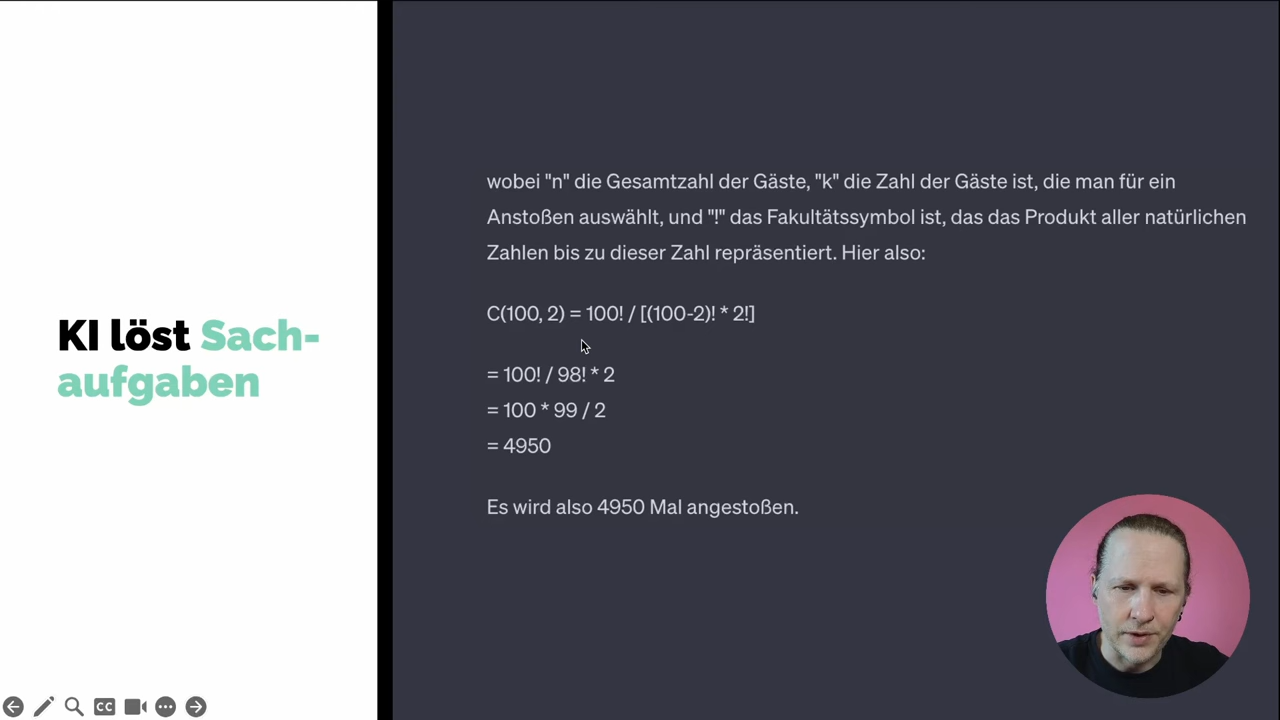 KI löst Sach-
aufgaben
wobei "n" die Gesamtzahl der Gäste, "k" die Zahl der Gäste ist, die man für ein
Anstoßen auswählt, und "!" das Fakultätssymbol ist, das das Produkt aller natürlichen
Zahlen bis zu dieser Zahl repräsentiert. Hier also:
C(100, 2) = 100! / [(100-2)! * 2!]
= 100! / 98! * 2
= 100 * 99 / 2
= 4950
Es wird also 4950 Mal angestoßen.
CC